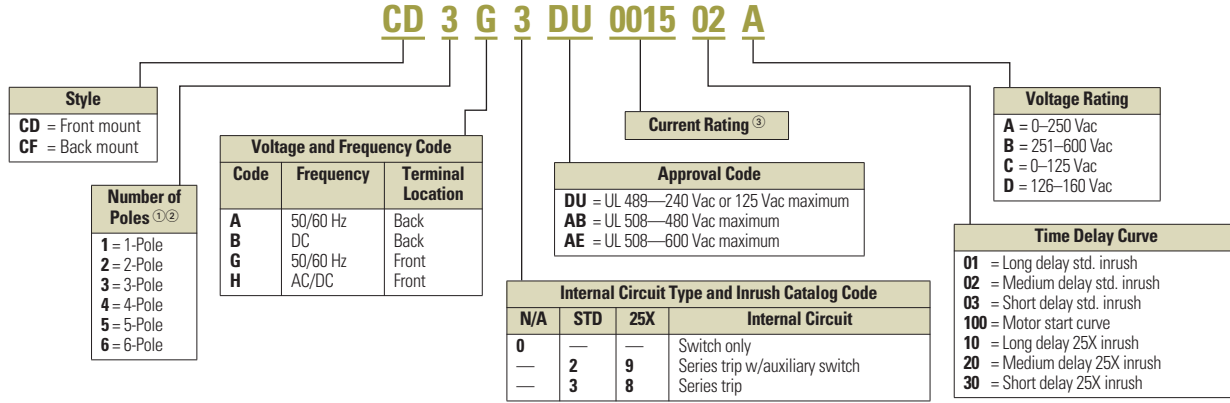 CD 3 G 3 DU 0015 02 A
Style
CD = Front mount
CF = Back mount
Number of
Poles ①②
1 = 1-Pole
2 = 2-Pole
3 = 3-Pole
4 = 4-Pole
5 = 5-Pole
6 = 6-Pole
Voltage and Frequency Code
Code Frequency Terminal
Location
A 50/60 Hz Back
B DC Back
G 50/60 Hz Front
H AC/DC Front
Internal Circuit Type and Inrush Catalog Code
N/A STD 25X Internal Circuit
0 — — Switch only
— 2 9 Series trip w/auxiliary switch
— 3 8 Series trip
Approval Code
DU = UL 489—240 Vac or 125 Vac maximum
AB = UL 508—480 Vac maximum
AE = UL 508—600 Vac maximum
Current Rating ③
Time Delay Curve
01 = Long delay std. inrush
02 = Medium delay std. inrush
03 = Short delay std. inrush
100 = Motor start curve
10 = Long delay 25X inrush
20 = Medium delay 25X inrush
30 = Short delay 25X inrush
Voltage Rating
A = 0–250 Vac
B = 251–600 Vac
C = 0–125 Vac
D = 126–160 Vac